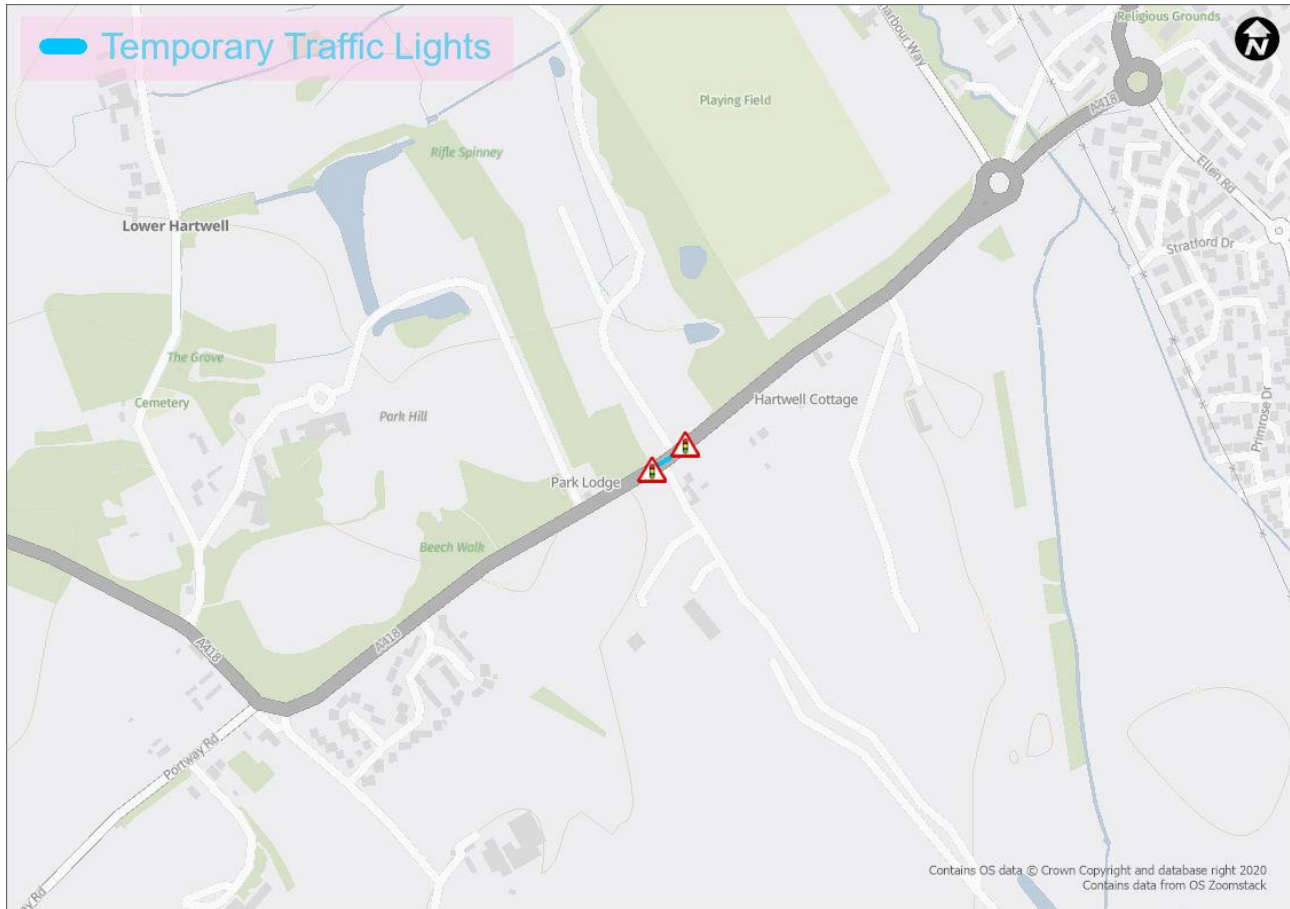 Temporary Traffic Lights
Religious Grounds
N
Playing Field
A418
Rifle Spinney
Ellen Rd
Lower Hartwell
Stratford Dr
The Grove
Cemetery
Park Hill
Hartwell Cottage
Primrose Dr
Park Lodge
Beech Walk
A418
A418
Portway Rd
Contains OS data © Crown Copyright and database right 2020
Contains data from OS Zoomstack